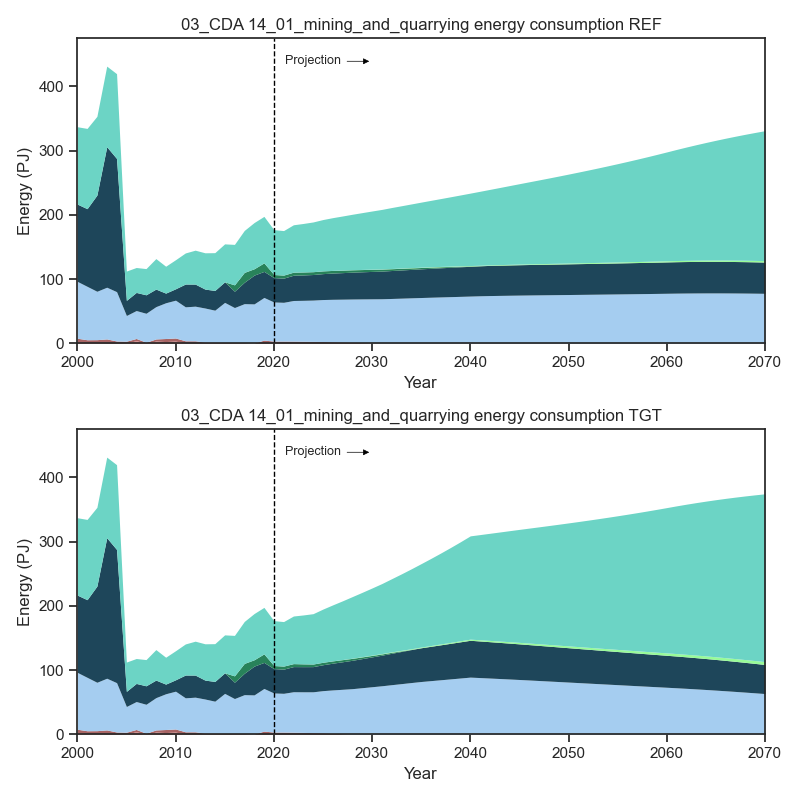 03_CDA 14_01_mining_and_quarrying energy consumption REF
Projection
400
300
200
100
0
Energy (PJ)
2000 2010 2020 2030 2040 2050 2060 2070
Year
03_CDA 14_01_mining_and_quarrying energy consumption TGT
Projection
400
300
200
100
0
Energy (PJ)
2000 2010 2020 2030 2040 2050 2060 2070
Year